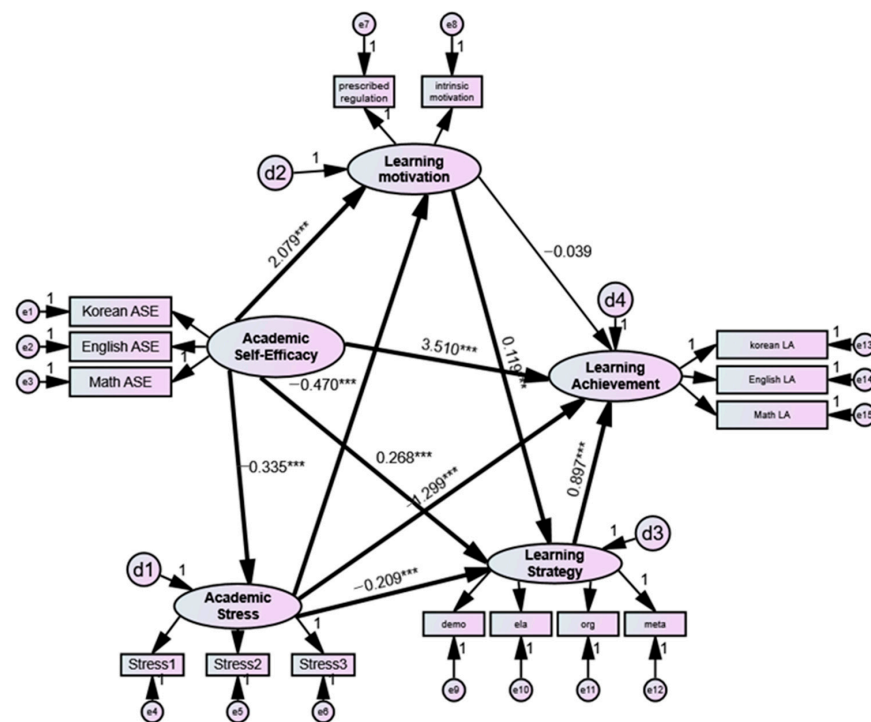 e7
e8
1
1
prescribed
regulation
intrinsic
motivation
1
d2
1
Learning
motivation
2.079***
−0.039
d4
1
e1
1
Korean ASE
e2
1
English ASE
e3
1
Math ASE
1
Academic
Self-Efficacy
3.510***
0.119***
Learning
Achievement
1
korean LA
1
e13
English LA
1
e14
Math LA
1
e15
−0.470***
−0.335***
0.268***
−1.299***
0.897***
d1
1
Academic
Stress
−0.209***
Learning
Strategy
1
d3
1
1
Stress1
Stress2
Stress3
1
1
1
e4
e5
e6
demo
ela
org
meta
1
1
1
1
e9
e10
e11
e12